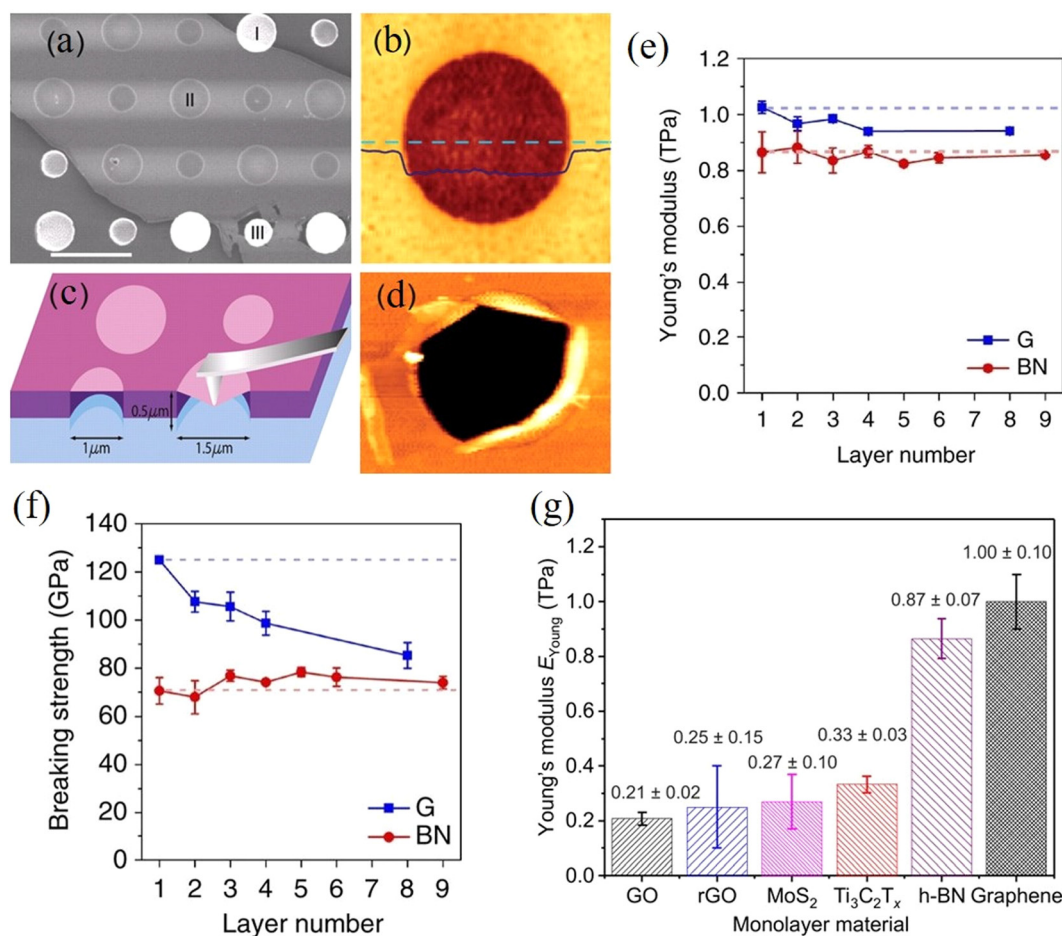 (a)
I
II
III
(b)
(c)
0.5μm
1μm
1.5μm
(d)
(e)
Young's modulus (TPa)
1.2
1.0
0.8
0.6
0.4
0.2
0.0
G
BN
1 2 3 4 5 6 7 8 9
Layer number
(f)
Breaking strength (GPa)
140
120
100
80
60
40
20
0
G
BN
1 2 3 4 5 6 7 8 9
Layer number
(g)
Young's modulus E_Young (TPa)
1.2
1.0
0.8
0.6
0.4
0.2
0.0
0.21 ± 0.02
0.25 ± 0.15
0.27 ± 0.10
0.33 ± 0.03
0.87 ± 0.07
1.00 ± 0.10
GO rGO MoS₂ Ti₃C₂Tₓ h-BN Graphene
Monolayer material